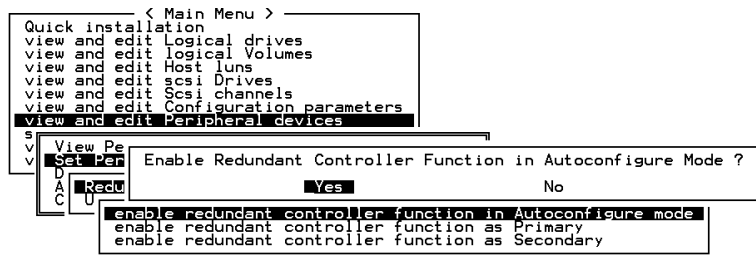 < Main Menu >
Quick installation
view and edit Logical drives
view and edit logical Volumes
view and edit Host luns
view and edit scsi Drives
view and edit Scsi channels
view and edit Configuration parameters
view and edit Peripheral devices
s
v View Pe
v Set Per
Enable Redundant Controller Function in Autoconfigure Mode ?
D
A Redu
Yes No
C U
enable redundant controller function in Autoconfigure mode
enable redundant controller function as Primary
enable redundant controller function as Secondary